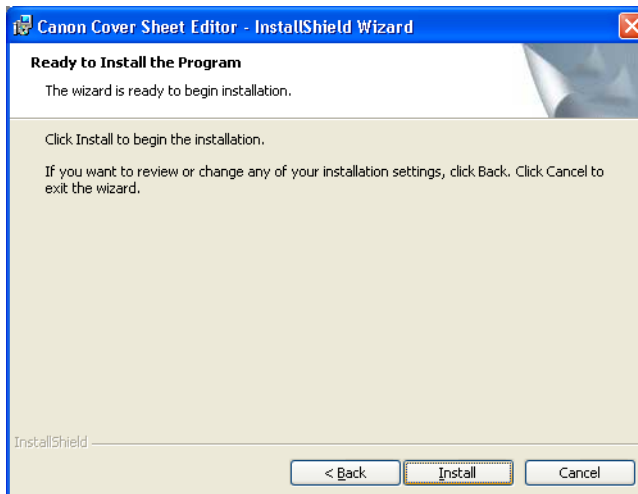 Canon Cover Sheet Editor - InstallShield Wizard
Ready to Install the Program
The wizard is ready to begin installation.
Click Install to begin the installation.
If you want to review or change any of your installation settings, click Back. Click Cancel to
exit the wizard.
InstallShield
< Back Install Cancel